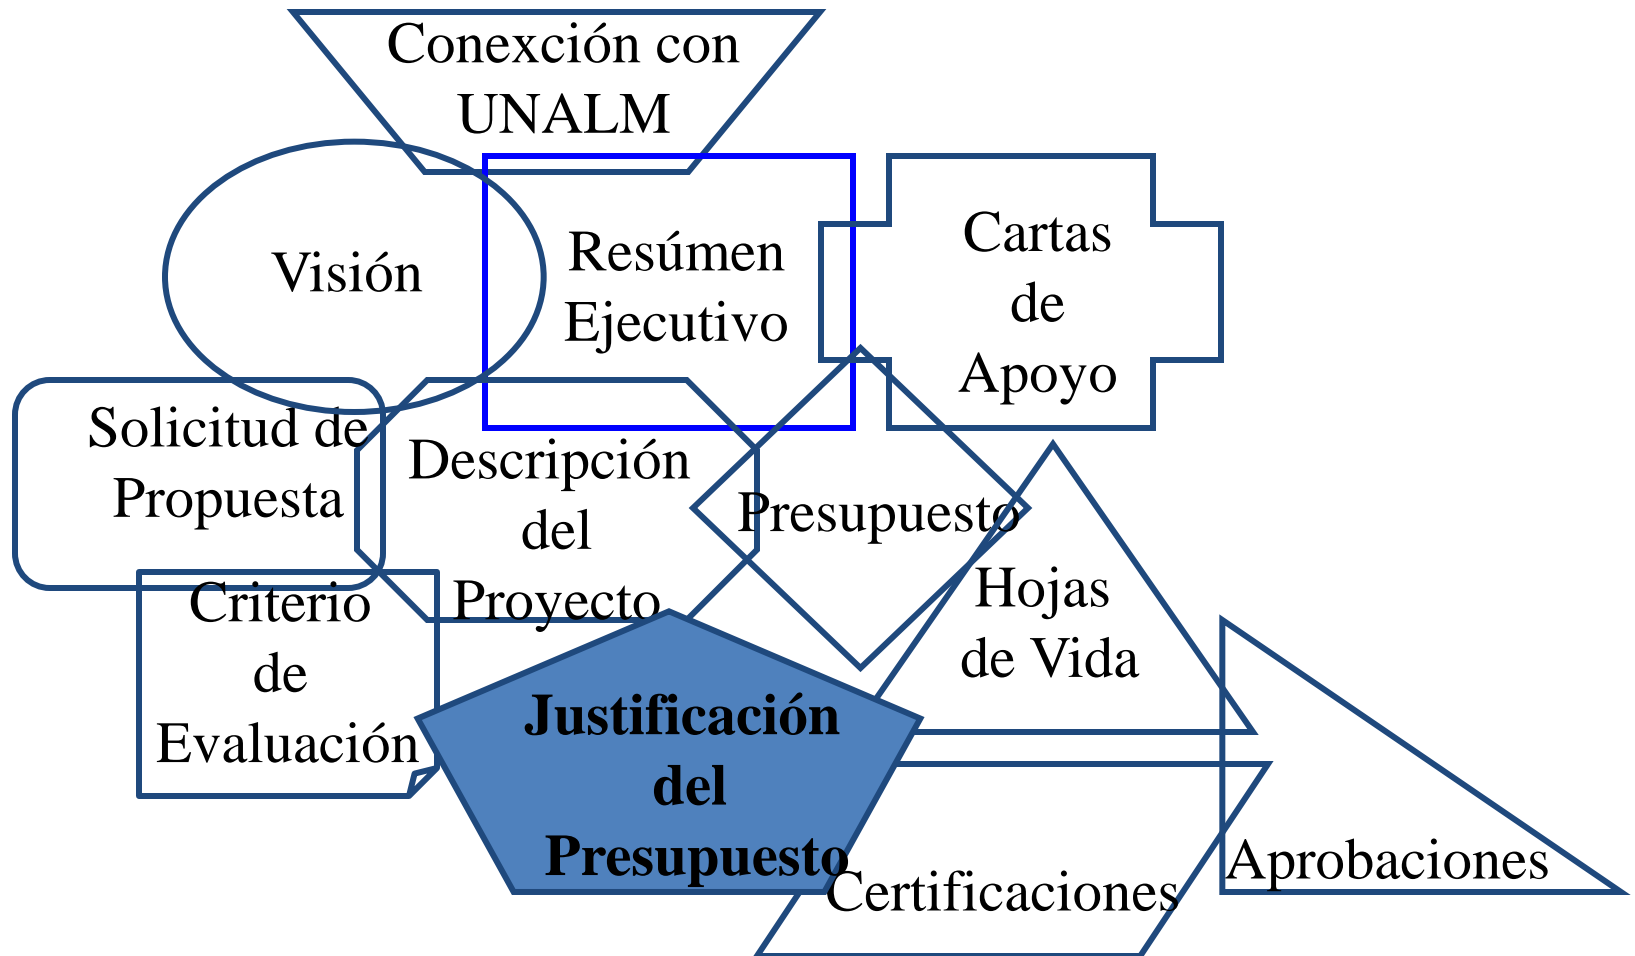 Conexción con
UNALM
Visión
Resúmen
Ejecutivo
Cartas
de
Apoyo
Solicitud de
Propuesta
Descripción
del
Proyecto
Presupuesto
Hojas
de Vida
Criterio
de
Evaluación
Justificación
del
Presupuesto
Certificaciones
Aprobaciones